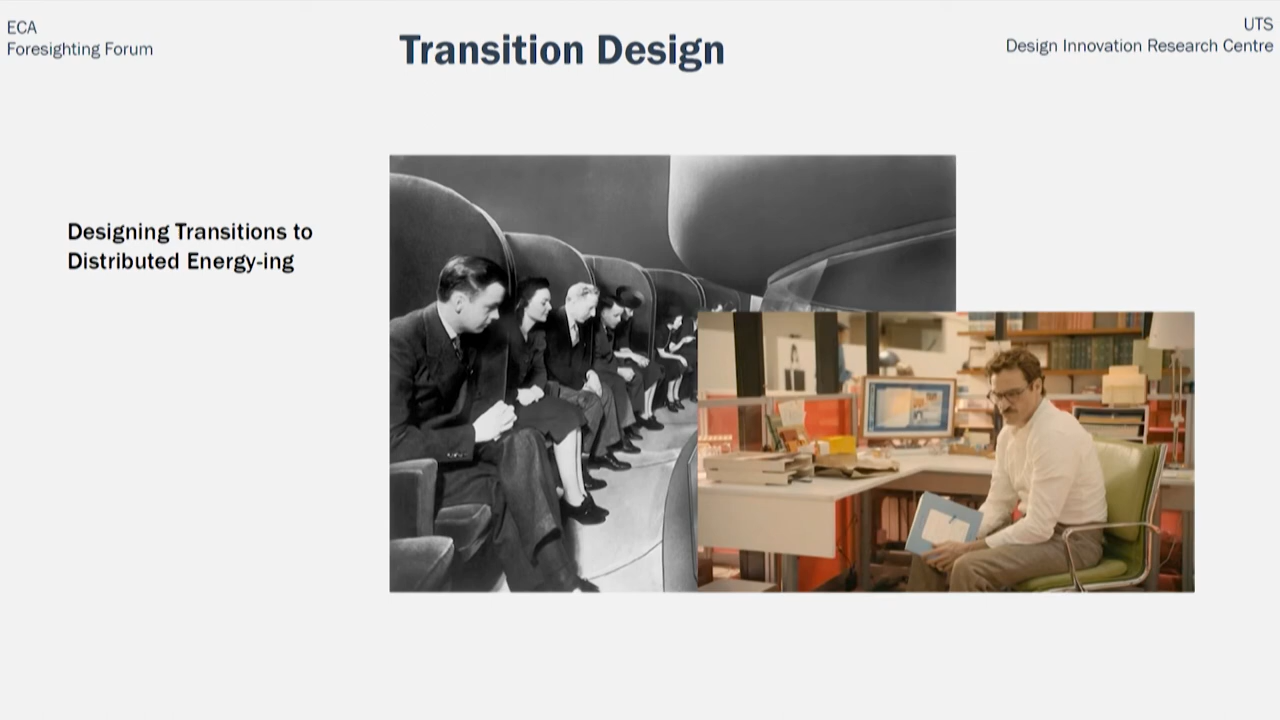 ECA
Foresighting Forum
Transition Design
UTS
Design Innovation Research Centre
Designing Transitions to
Distributed Energy-ing